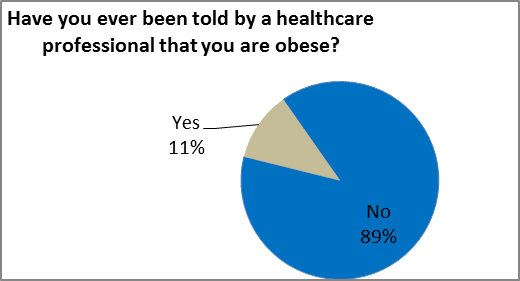 Have you ever been told by a healthcare
professional that you are obese?
Yes
11%
No
89%